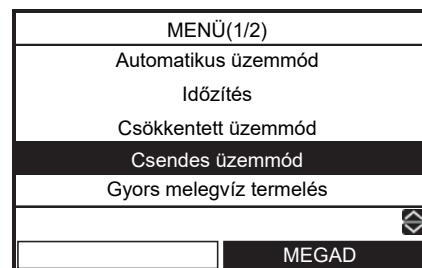 MENÜ(1/2)
Automatikus üzemmód
Időzítés
Csökkentett üzemmód
Csendes üzemmód
Gyors melegvíz termelés
MEGAD